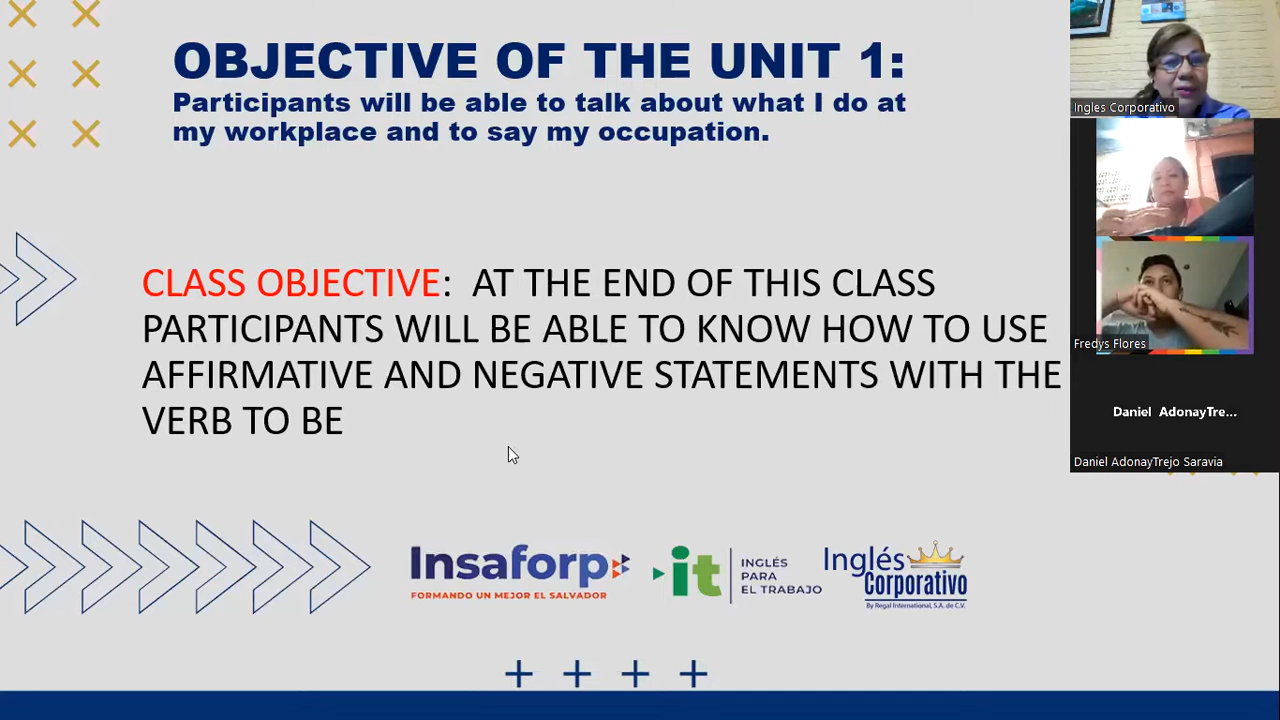 OBJECTIVE OF THE UNIT 1:
Participants will be able to talk about what I do at
my workplace and to say my occupation.
CLASS OBJECTIVE: AT THE END OF THIS CLASS
PARTICIPANTS WILL BE ABLE TO KNOW HOW TO USE
AFFIRMATIVE AND NEGATIVE STATEMENTS WITH THE
VERB TO BE
Insaforp
FORMANDO UN MEJOR EL SALVADOR
it
INGLÉS
PARA
EL TRABAJO
Inglés
Corporativo
By Regal International, S.A. de C.V.
Ingles Corporativo
Fredys Flores
Daniel AdonayTre...
Daniel AdonayTrejo Saravia